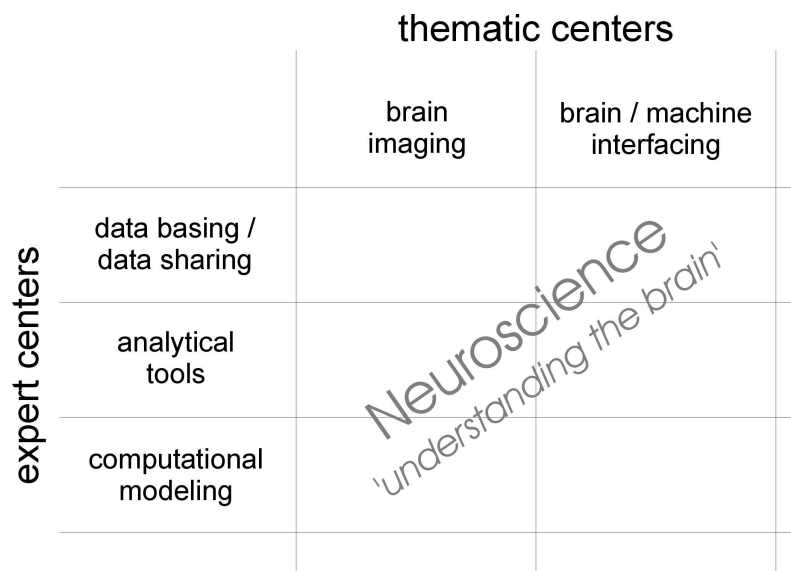 thematic centers
brain
imaging
brain / machine
interfacing
expert centers
data basing /
data sharing
analytical
tools
computational
modeling
Neuroscience
'understanding the brain'